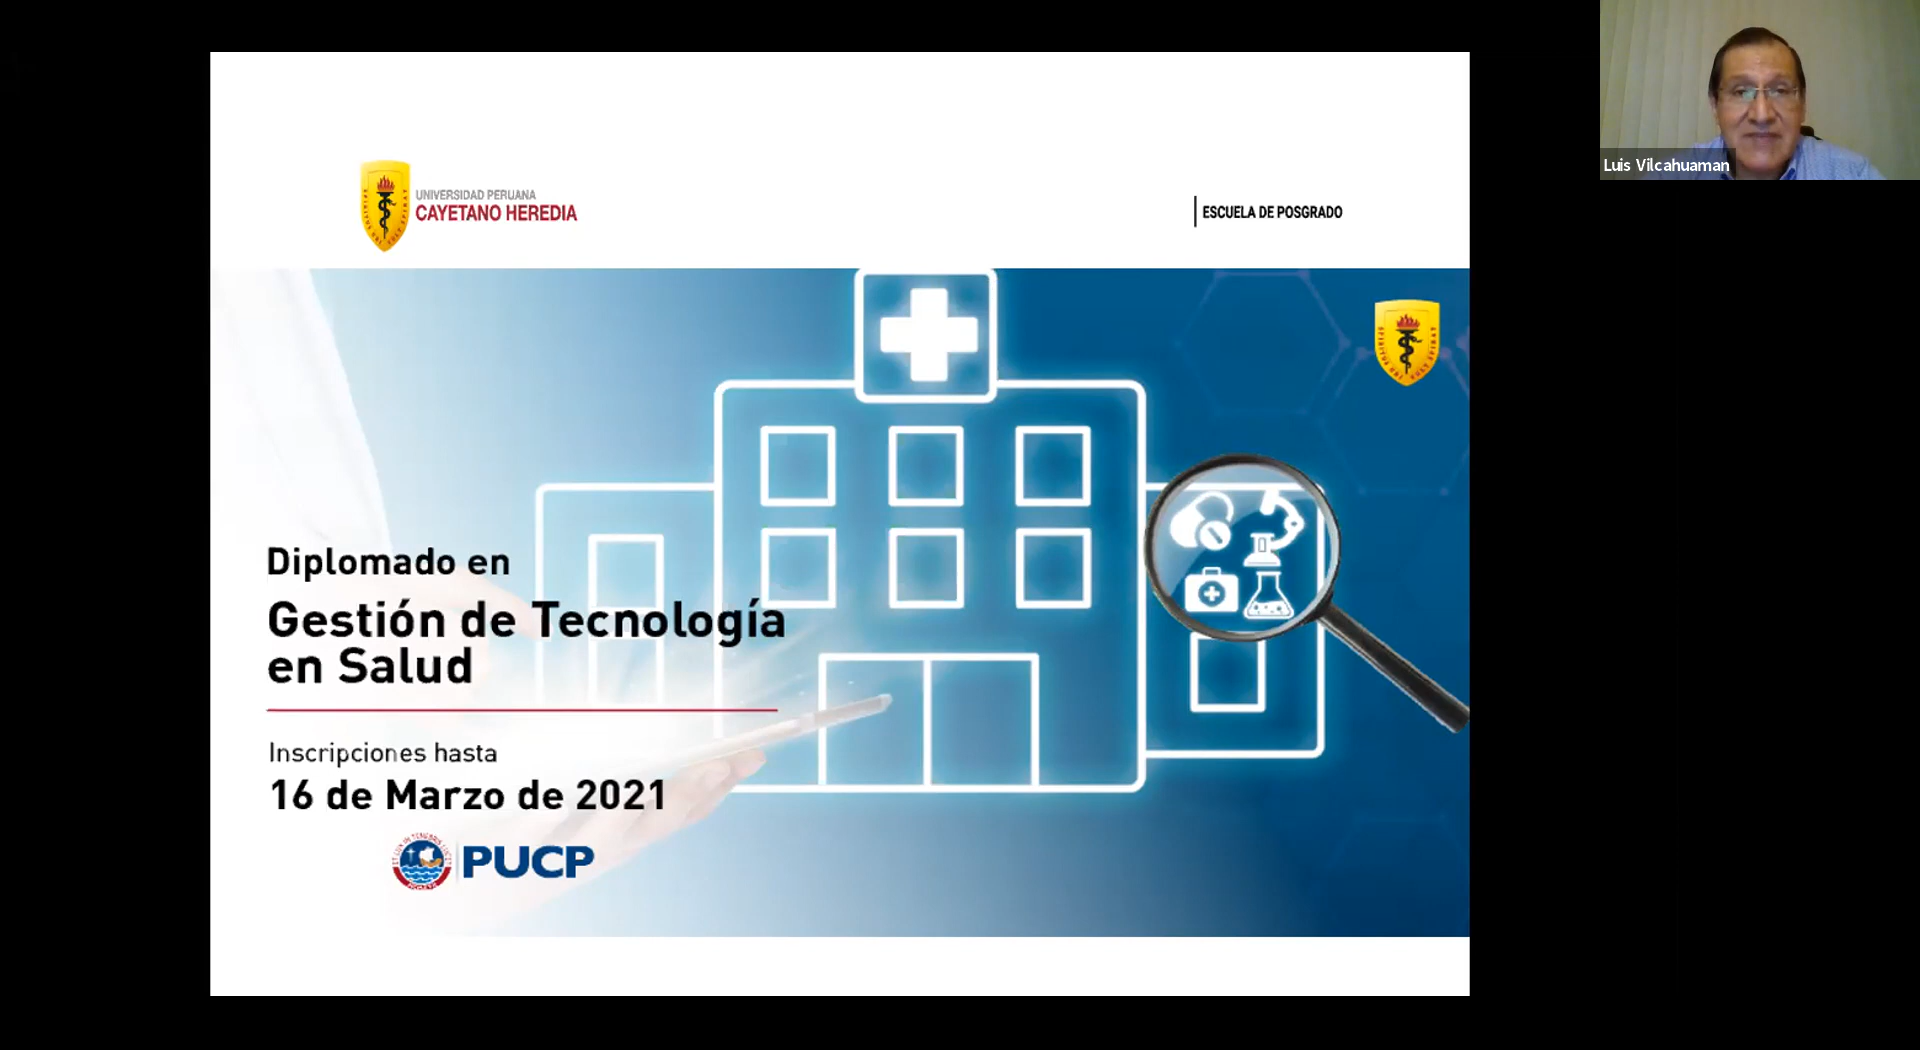 Luis Vilcahuaman
UNIVERSIDAD PERUANA
CAYETANO HEREDIA
ESCUELA DE POSGRADO
Diplomado en
Gestión de Tecnología
en Salud
Inscripciones hasta
16 de Marzo de 2021
PUCP